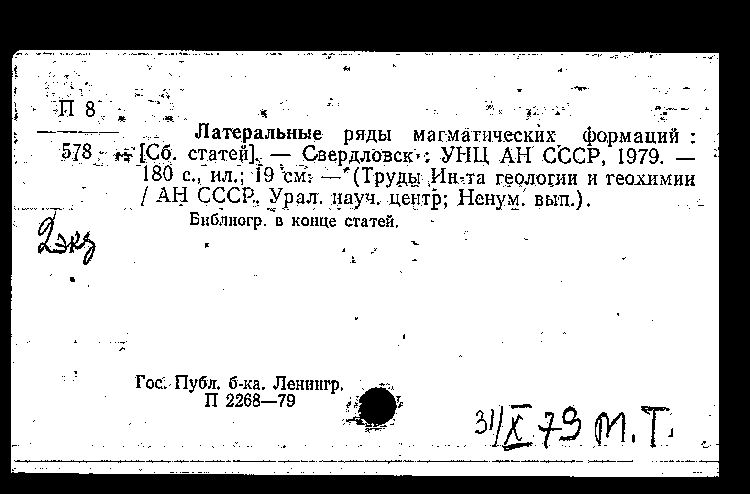 П 8
578
Латеральные ряды магматических формаций :
[Сб. статей]. — Свердловск : УНЦ АН СССР, 1979. —
180 с., ил.; 19 см. — (Труды Ин-та геологии и геохимии
/ АН СССР, Урал. науч. центр; Ненум. вып.).
Библиогр. в конце статей.
2 экз
Гос. Публ. б-ка. Ленингр.
П 2268—79
31/X 79 М.Т.